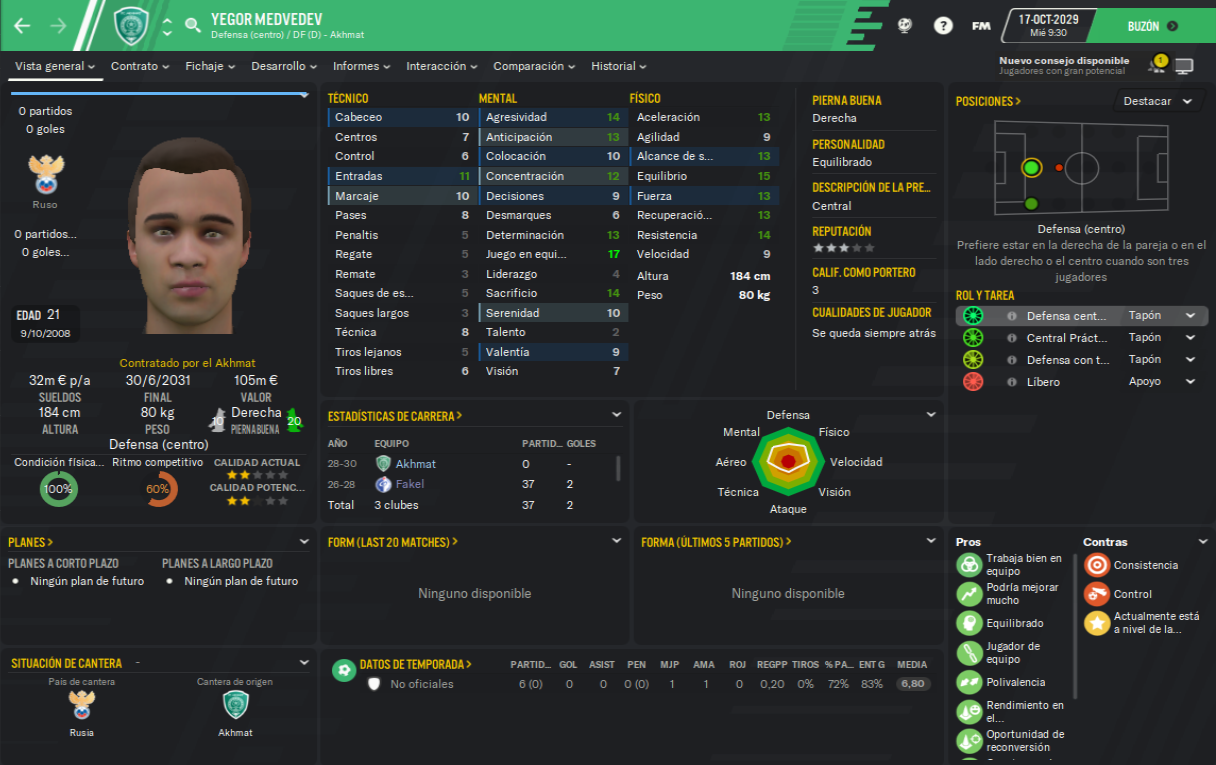 YEGOR MEDVEDEV
Defensa (centro) / DF (D) - Akhmat
17-OCT-2029
Mié 9:30
BUZÓN
FM
Vista general
Contrato
Fichaje
Desarrollo
Informes
Interacción
Comparación
Historial
Nuevo consejo disponible
Jugadores con gran potencial
1
0 partidos
0 goles
Ruso
0 partidos...
0 goles...
EDAD 21
9/10/2008
Contratado por el Akhmat
32m € p/a 30/6/2031 105m €
SUELDOS FINAL VALOR
184 cm 80 kg 10 Derecha 20
ALTURA PESO PIERNA BUENA
Defensa (centro)
Condición física... Ritmo competitivo CALIDAD ACTUAL
100% 60%
CALIDAD POTENC...
TÉCNICO
Cabeceo 10
Centros 7
Control 6
Entradas 11
Marcaje 10
Pases 8
Penaltis 5
Regate 5
Remate 3
Saques de es... 5
Saques largos 3
Técnica 8
Tiros lejanos 5
Tiros libres 6
MENTAL
Agresividad 14
Anticipación 13
Colocación 10
Concentración 12
Decisiones 9
Desmarques 6
Determinación 13
Juego en equi... 17
Liderazgo 4
Sacrificio 14
Serenidad 10
Talento 2
Valentía 9
Visión 7
FÍSICO
Aceleración 13
Agilidad 9
Alcance de s... 13
Equilibrio 15
Fuerza 13
Recuperació... 13
Resistencia 14
Velocidad 9
Altura 184 cm
Peso 80 kg
PIERNA BUENA
Derecha
PERSONALIDAD
Equilibrado
DESCRIPCIÓN DE LA PRE...
Central
REPUTACIÓN
CALIF. COMO PORTERO
3
CUALIDADES DE JUGADOR
Se queda siempre atrás
POSICIONES
Destacar
Defensa (centro)
Prefiere estar en la derecha de la pareja o en el
lado derecho o el centro cuando son tres
jugadores
ROL Y TAREA
Defensa cent... Tapón
Central Práct... Tapón
Defensa con t... Tapón
Líbero Apoyo
ESTADÍSTICAS DE CARRERA
AÑO EQUIPO PARTID... GOLES
28-30 Akhmat 0 -
26-28 Fakel 37 2
Total 3 clubes 37 2
Defensa
Mental Físico
Aéreo Velocidad
Técnica Visión
Ataque
PLANES
PLANES A CORTO PLAZO PLANES A LARGO PLAZO
• Ningún plan de futuro • Ningún plan de futuro
FORM (LAST 20 MATCHES)
Ninguno disponible
FORMA (ÚLTIMOS 5 PARTIDOS)
Ninguno disponible
Pros
Trabaja bien en
equipo
Podría mejorar
mucho
Equilibrado
Jugador de
equipo
Polivalencia
Rendimiento en
el...
Oportunidad de
reconversión
Contras
Consistencia
Control
Actualmente está
a nivel de la...
SITUACIÓN DE CANTERA -
País de cantera Cantera de origen
Rusia Akhmat
DATOS DE TEMPORADA PARTID... GOL ASIST PEN MJP AMA ROJ REGPP TIROS % PA... ENT G MEDIA
No oficiales 6 (0) 0 0 0 (0) 1 1 0 0,20 0% 72% 83% 6,80